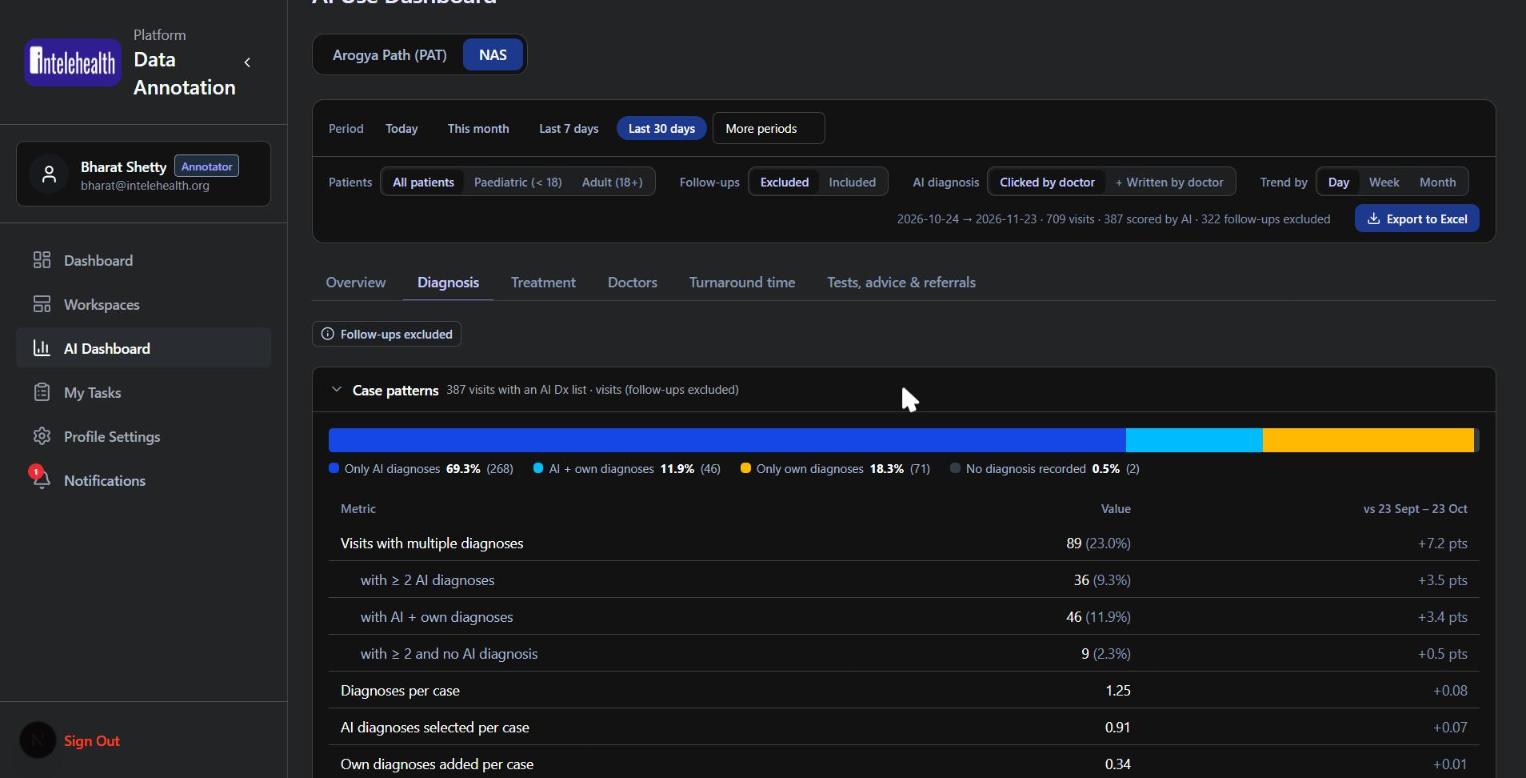 AI Use Dashboard
intelehealth
Platform
Data
Annotation
Bharat Shetty Annotator
bharat@intelehealth.org
Dashboard
Workspaces
AI Dashboard
My Tasks
Profile Settings
1
Notifications
N
Sign Out
Arogya Path (PAT) NAS
Period Today This month Last 7 days Last 30 days More periods
Patients All patients Paediatric (< 18) Adult (18+) Follow-ups Excluded Included AI diagnosis Clicked by doctor + Written by doctor Trend by Day Week Month
2026-10-24 → 2026-11-23 · 709 visits · 387 scored by AI · 322 follow-ups excluded Export to Excel
Overview Diagnosis Treatment Doctors Turnaround time Tests, advice & referrals
Follow-ups excluded
Case patterns 387 visits with an AI Dx list · visits (follow-ups excluded)
Only AI diagnoses 69.3% (268) AI + own diagnoses 11.9% (46) Only own diagnoses 18.3% (71) No diagnosis recorded 0.5% (2)
Metric Value vs 23 Sept – 23 Oct
Visits with multiple diagnoses 89 (23.0%) +7.2 pts
with ≥ 2 AI diagnoses 36 (9.3%) +3.5 pts
with AI + own diagnoses 46 (11.9%) +3.4 pts
with ≥ 2 and no AI diagnosis 9 (2.3%) +0.5 pts
Diagnoses per case 1.25 +0.08
AI diagnoses selected per case 0.91 +0.07
Own diagnoses added per case 0.34 +0.01